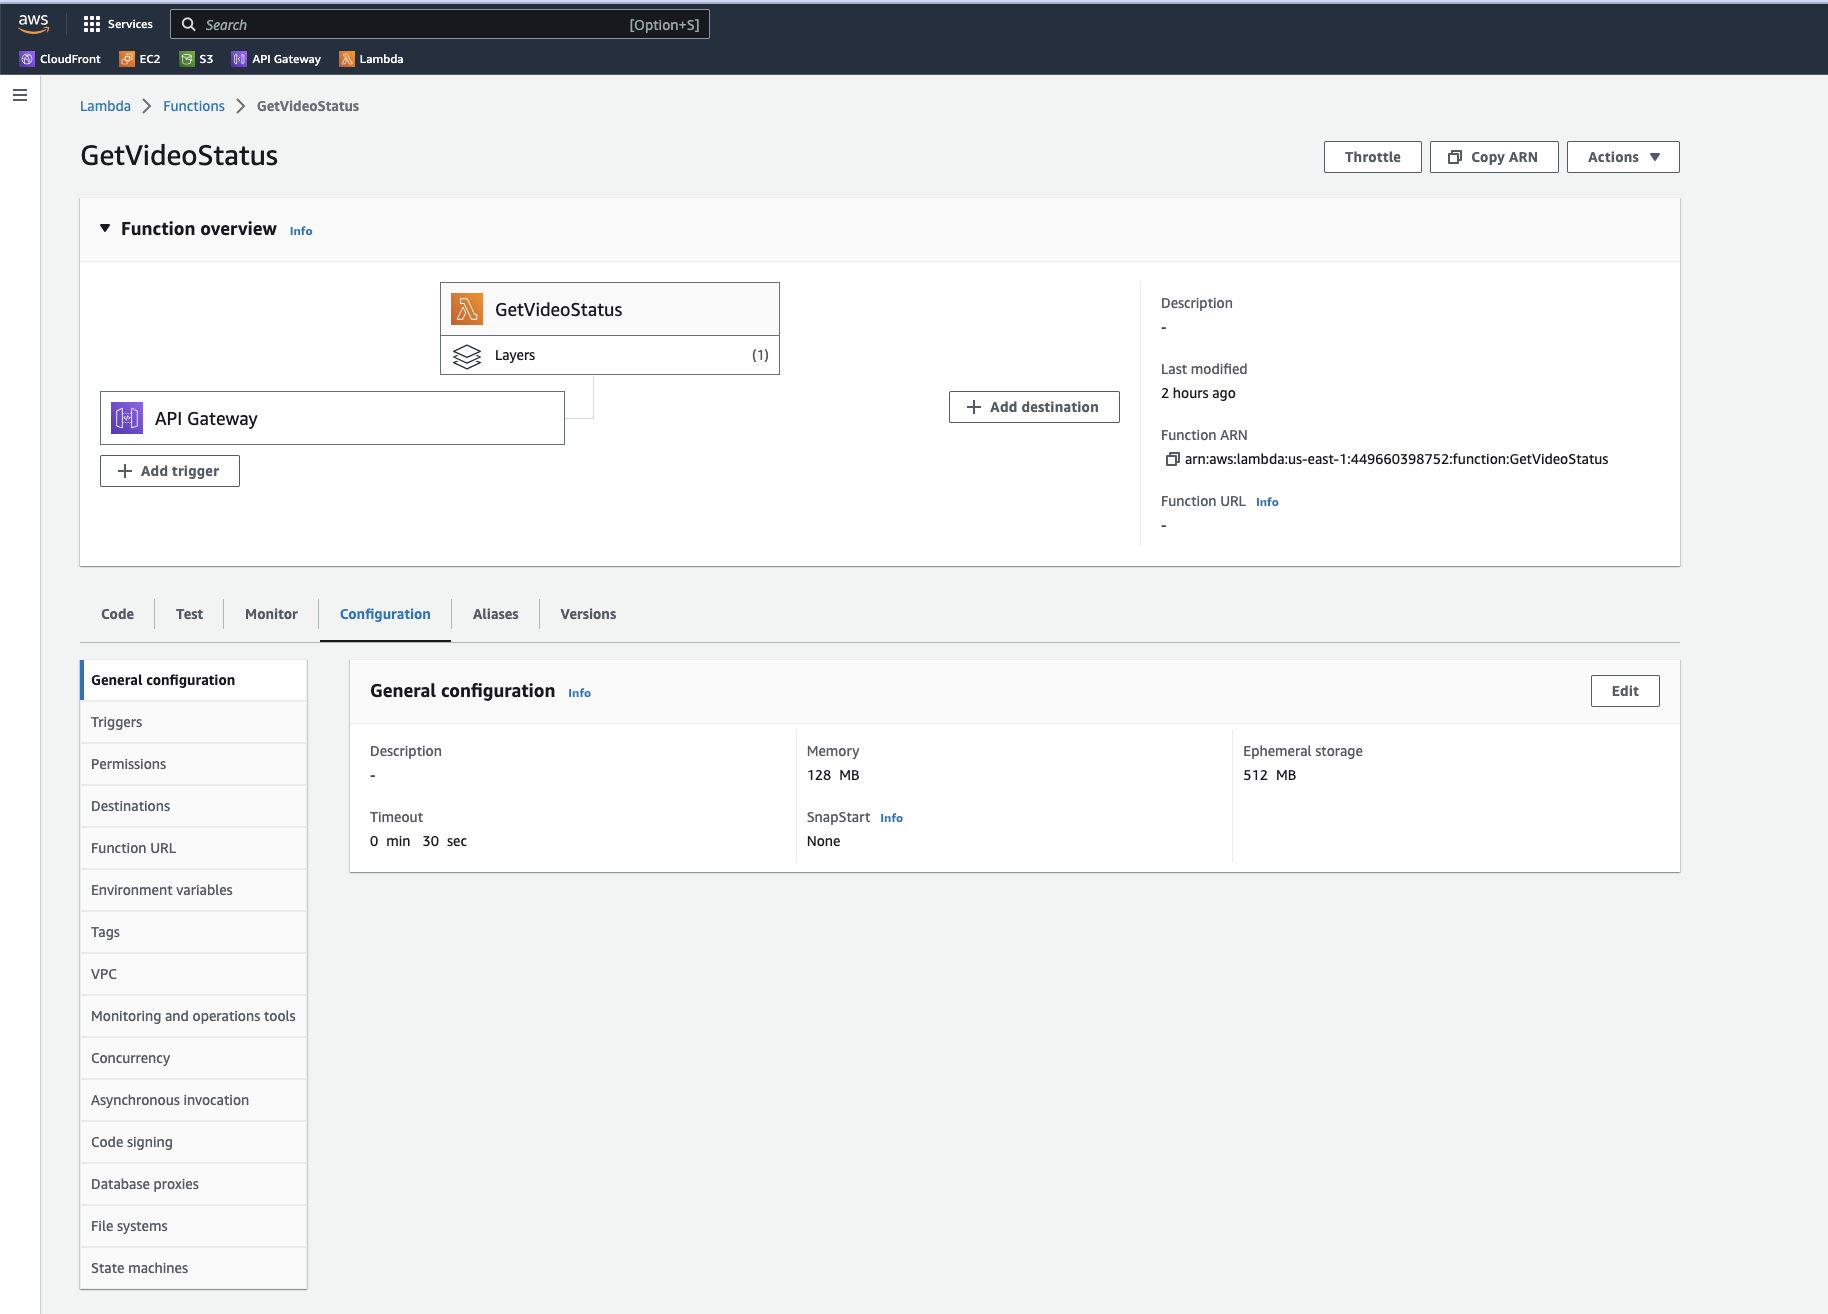 aws
Services
Search
[Option+S]
CloudFront
EC2
S3
API Gateway
Lambda
Lambda
Functions
GetVideoStatus
GetVideoStatus
Throttle
Copy ARN
Actions
Function overview
Info
GetVideoStatus
Layers
(1)
API Gateway
Add trigger
Add destination
Description
-
Last modified
2 hours ago
Function ARN
arn:aws:lambda:us-east-1:449660398752:function:GetVideoStatus
Function URL
Info
-
Code
Test
Monitor
Configuration
Aliases
Versions
General configuration
Triggers
Permissions
Destinations
Function URL
Environment variables
Tags
VPC
Monitoring and operations tools
Concurrency
Asynchronous invocation
Code signing
Database proxies
File systems
State machines
General configuration
Info
Edit
Description
-
Memory
128 MB
Ephemeral storage
512 MB
Timeout
0 min 30 sec
SnapStart
Info
None